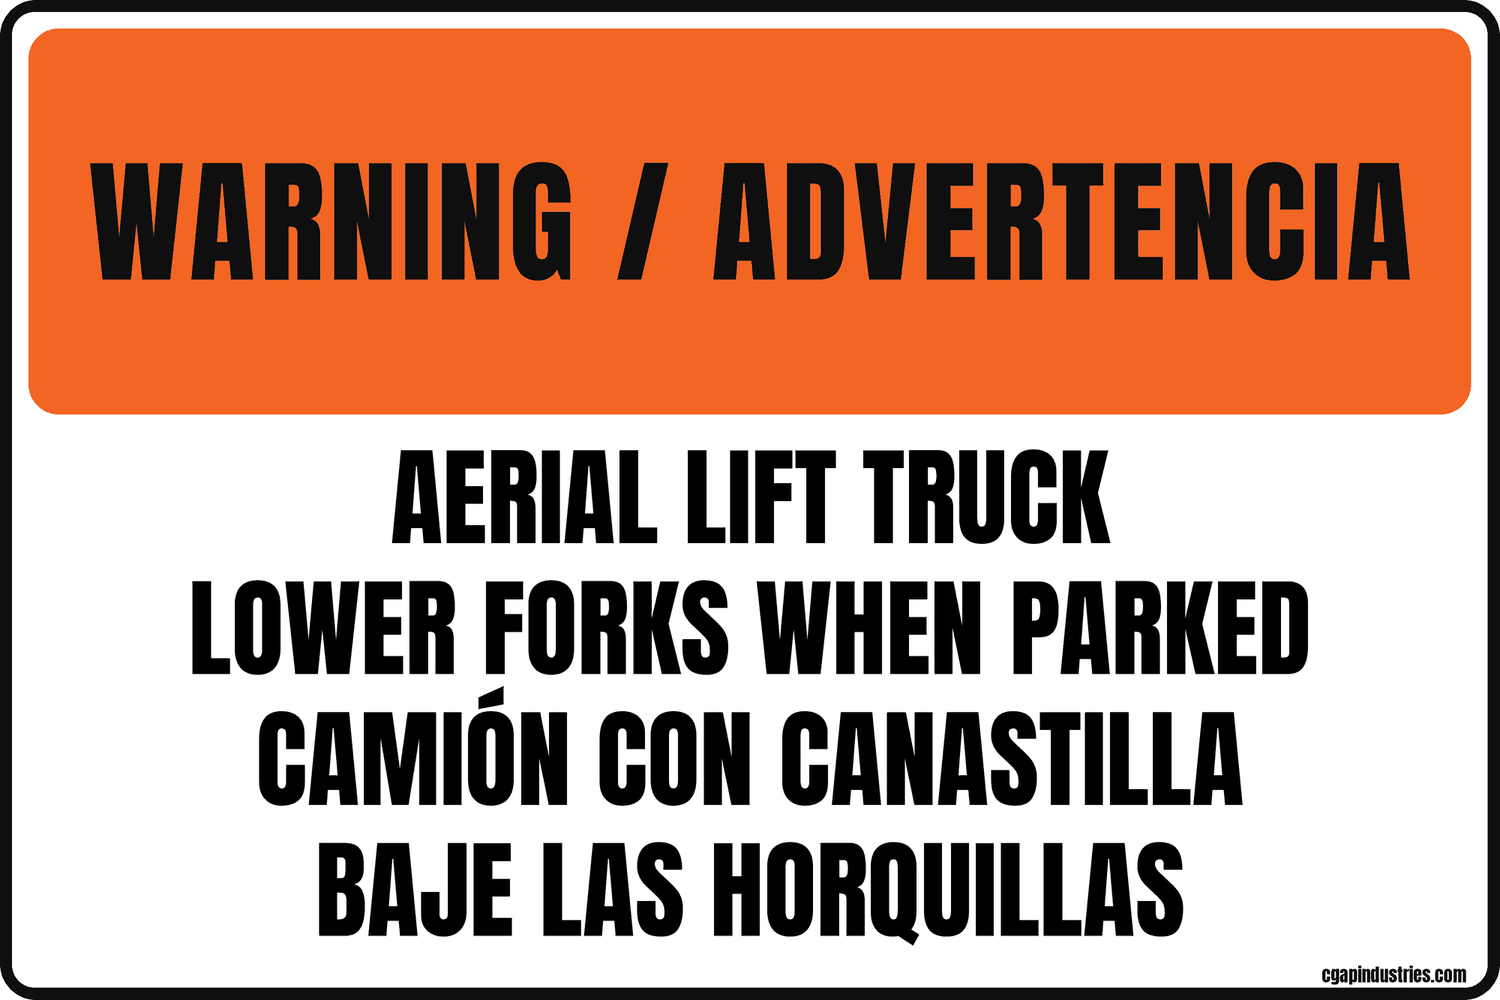 WARNING / ADVERTENCIA
AERIAL LIFT TRUCK
LOWER FORKS WHEN PARKED
CAMIÓN CON CANASTILLA
BAJE LAS HORQUILLAS
cgapindustries.com